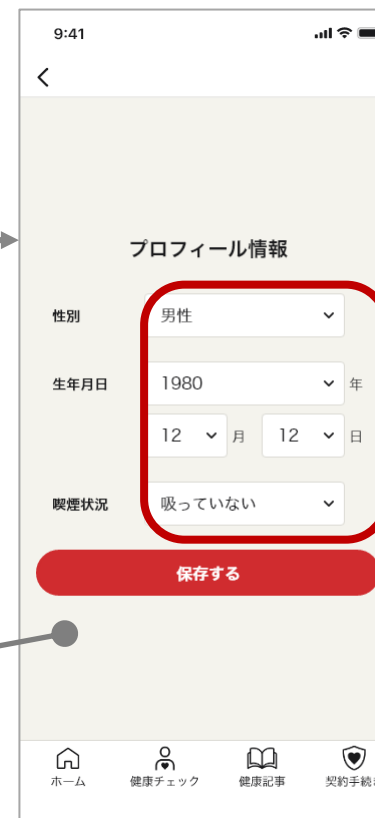 9:41
プロフィール情報
性別 男性
生年月日 1980 年
12 月 12 日
喫煙状況 吸っていない
保存する
ホーム 健康チェック 健康記事 契約手続